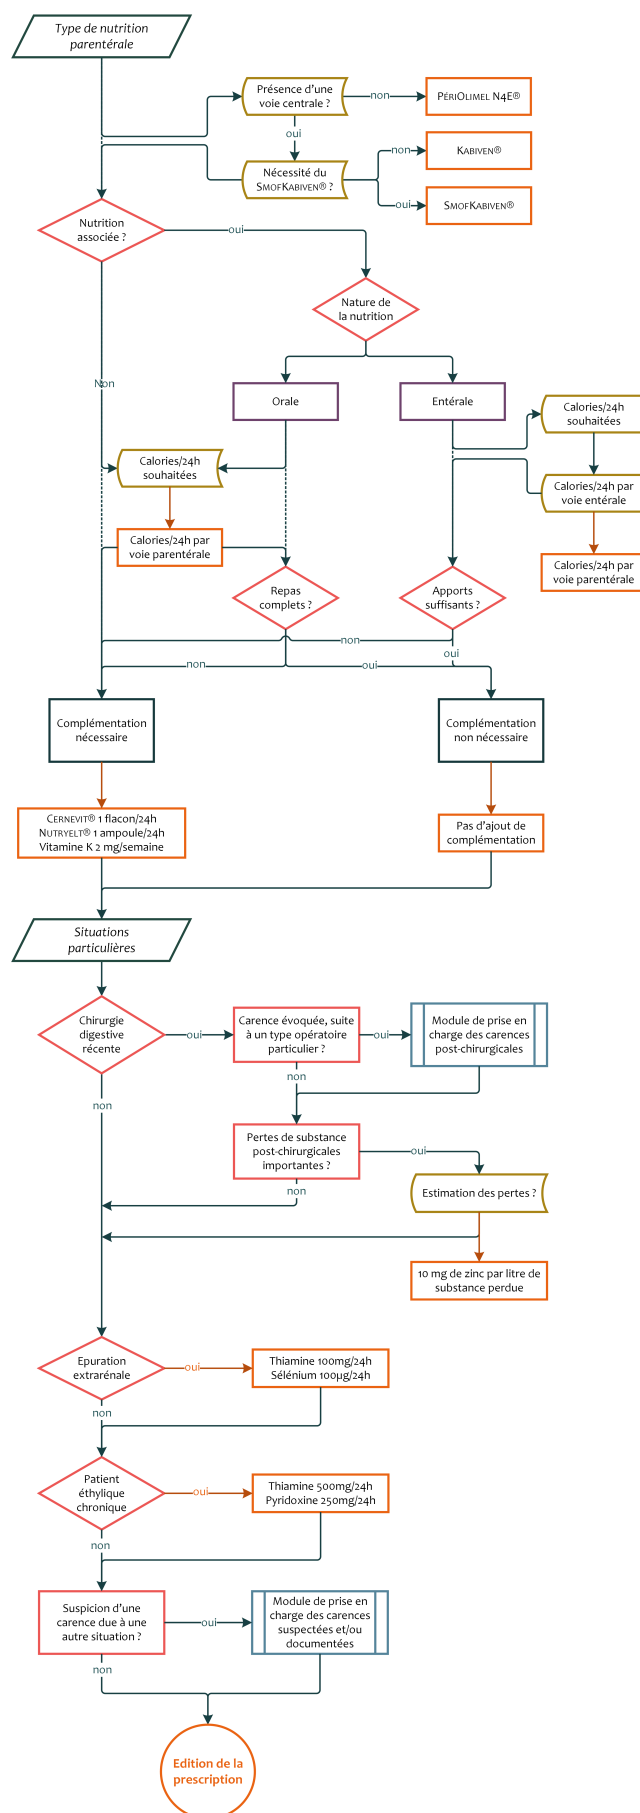 Type de nutrition
parentérale
Présence d'une
voie centrale ?
non
PériOlimel N4E®
oui
Nécessité du
SmofKabiven® ?
non
Kabiven®
oui
SmofKabiven®
Nutrition
associée ?
oui
Nature de
la nutrition
Non
Orale
Entérale
Calories/24h
souhaitées
Calories/24h
souhaitées
Calories/24h par
voie entérale
Calories/24h par
voie parentérale
Calories/24h par
voie parentérale
Repas
complets ?
Apports
suffisants ?
non
oui
non
oui
Complémentation
nécessaire
Complémentation
non nécessaire
Cernevit® 1 flacon/24h
Nutryelt® 1 ampoule/24h
Vitamine K 2 mg/semaine
Pas d'ajout de
complémentation
Situations
particulières
Chirurgie
digestive
récente
oui
Carence évoquée, suite
à un type opératoire
particulier ?
oui
Module de prise en
charge des carences
post-chirurgicales
non
non
Pertes de substance
post-chirurgicales
importantes ?
oui
non
Estimation des pertes ?
10 mg de zinc par litre de
substance perdue
Epuration
extrarénale
oui
Thiamine 100mg/24h
Sélénium 100µg/24h
non
Patient
éthylique
chronique
oui
Thiamine 500mg/24h
Pyridoxine 250mg/24h
non
Suspicion d'une
carence due à une
autre situation ?
oui
Module de prise en
charge des carences
suspectées et/ou
documentées
non
Edition de la
prescription